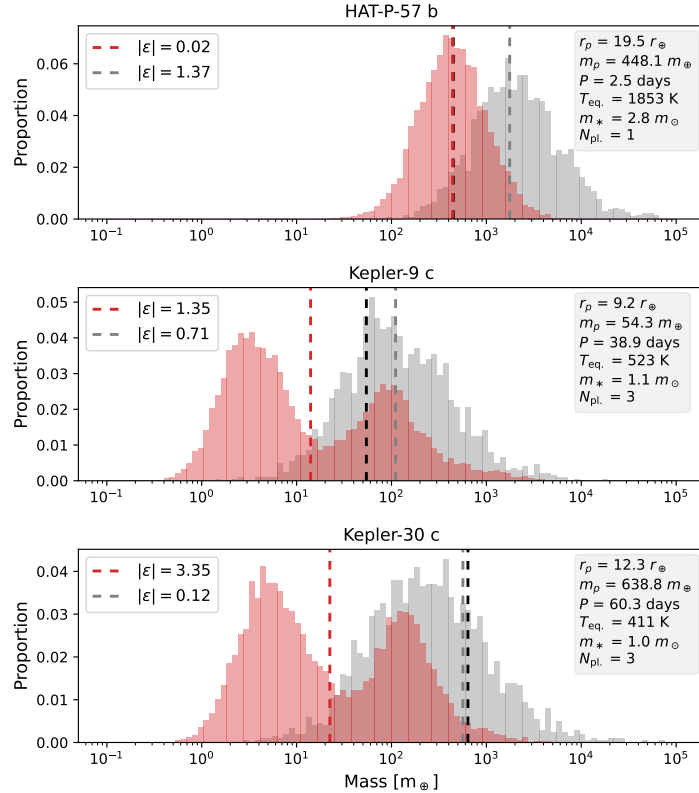 HAT-P-57 b
Proportion
0.06
0.04
0.02
0.00
|ε| = 0.02
|ε| = 1.37
r_p = 19.5 r_⊕
m_p = 448.1 m_⊕
P = 2.5 days
T_eq. = 1853 K
m_* = 2.8 m_⊙
N_pl. = 1
10^−1 10^0 10^1 10^2 10^3 10^4 10^5
Kepler-9 c
Proportion
0.05
0.04
0.03
0.02
0.01
0.00
|ε| = 1.35
|ε| = 0.71
r_p = 9.2 r_⊕
m_p = 54.3 m_⊕
P = 38.9 days
T_eq. = 523 K
m_* = 1.1 m_⊙
N_pl. = 3
10^−1 10^0 10^1 10^2 10^3 10^4 10^5
Kepler-30 c
Proportion
0.04
0.03
0.02
0.01
0.00
|ε| = 3.35
|ε| = 0.12
r_p = 12.3 r_⊕
m_p = 638.8 m_⊕
P = 60.3 days
T_eq. = 411 K
m_* = 1.0 m_⊙
N_pl. = 3
10^−1 10^0 10^1 10^2 10^3 10^4 10^5
Mass [m_⊕]